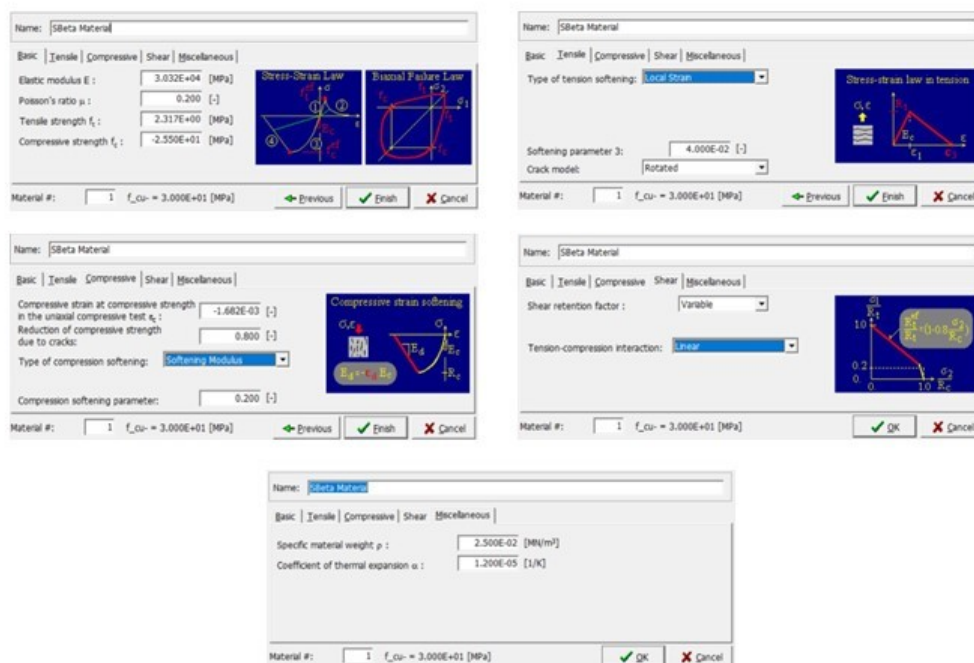 Name: SBeta Material
Basic Tensile Compressive Shear Miscellaneous
Elastic modulus E : 3.032E+04 [MPa]
Poisson's ratio μ : 0.200 [-]
Tensile strength fₜ : 2.317E+00 [MPa]
Compressive strength f꜀ : -2.550E+01 [MPa]
Stress-Strain Law
Biaxial Failure Law
Material #: 1 f_cu- = 3.000E+01 [MPa] Previous Finish Cancel
Name: SBeta Material
Basic Tensile Compressive Shear Miscellaneous
Type of tension softening: Local Strain
Stress-strain law in tension
Softening parameter 3: 4.000E-02 [-]
Crack model: Rotated
Material #: 1 f_cu- = 3.000E+01 [MPa] Previous Finish Cancel
Name: SBeta Material
Basic Tensile Compressive Shear Miscellaneous
Compressive strain at compressive strength
in the uniaxial compressive test ε꜀ : -1.682E-03 [-]
Reduction of compressive strength
due to cracks: 0.800 [-]
Type of compression softening: Softening Modulus
Compression softening parameter: 0.200 [-]
Compressive strain softening
Material #: 1 f_cu- = 3.000E+01 [MPa] Previous Finish Cancel
Name: SBeta Material
Basic Tensile Compressive Shear Miscellaneous
Shear retention factor : Variable
Tension-compression interaction: Linear
Material #: 1 f_cu- = 3.000E+01 [MPa] OK Cancel
Name: SBeta Material
Basic Tensile Compressive Shear Miscellaneous
Specific material weight ρ : 2.500E-02 [MN/m³]
Coefficient of thermal expansion α : 1.200E-05 [1/K]
Material #: 1 f_cu- = 3.000E+01 [MPa] OK Cancel